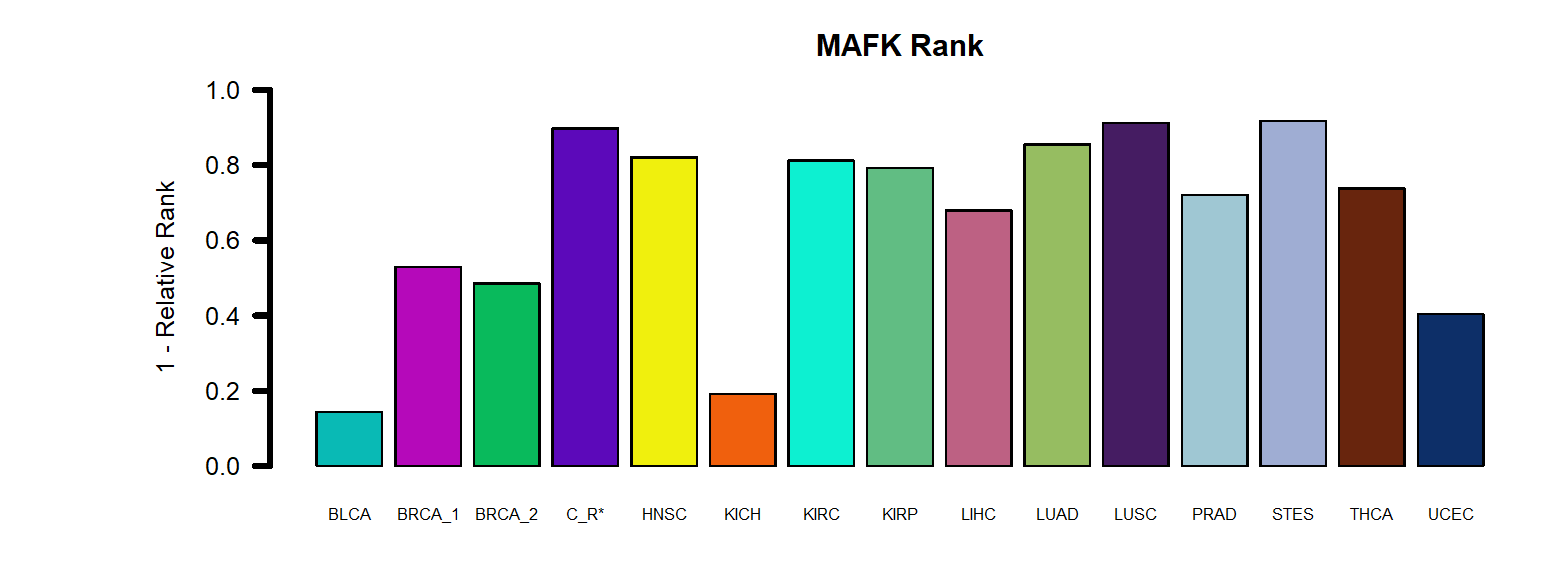 MAFK Rank
1 - Relative Rank
1.0
0.8
0.6
0.4
0.2
0.0
BLCA BRCA_1 BRCA_2 C_R* HNSC KICH KIRC KIRP LIHC LUAD LUSC PRAD STES THCA UCEC